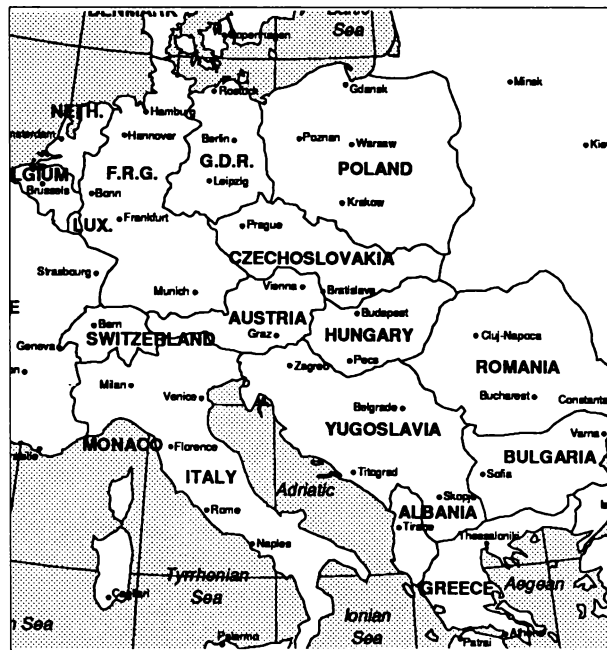 DENMARK
Copenhagen
Baltic
Sea
Rostock
Gdansk
Minsk
NETH.
Hamburg
Hannover
Berlin
Poznan
Warsaw
G.D.R.
POLAND
F.R.G.
Brussels
Bonn
Leipzig
Krakow
LUX.
Frankfurt
Prague
CZECHOSLOVAKIA
Strasbourg
Munich
Vienna
Bratislava
AUSTRIA
Budapest
Bern
SWITZERLAND
Graz
HUNGARY
Cluj-Napoca
Geneva
Pecs
ROMANIA
Zagreb
Milan
Venice
Belgrade
Bucharest
Constanta
YUGOSLAVIA
Varna
MONACO
Florence
BULGARIA
ITALY
Adriatic
Titograd
Sofia
Skopje
Rome
ALBANIA
Tirane
Naples
Thessaloniki
Tyrrhenian
Sea
GREECE
Aegean
Cagliari
Ionian
Sea
n Sea
Palermo
Patrai
Athens